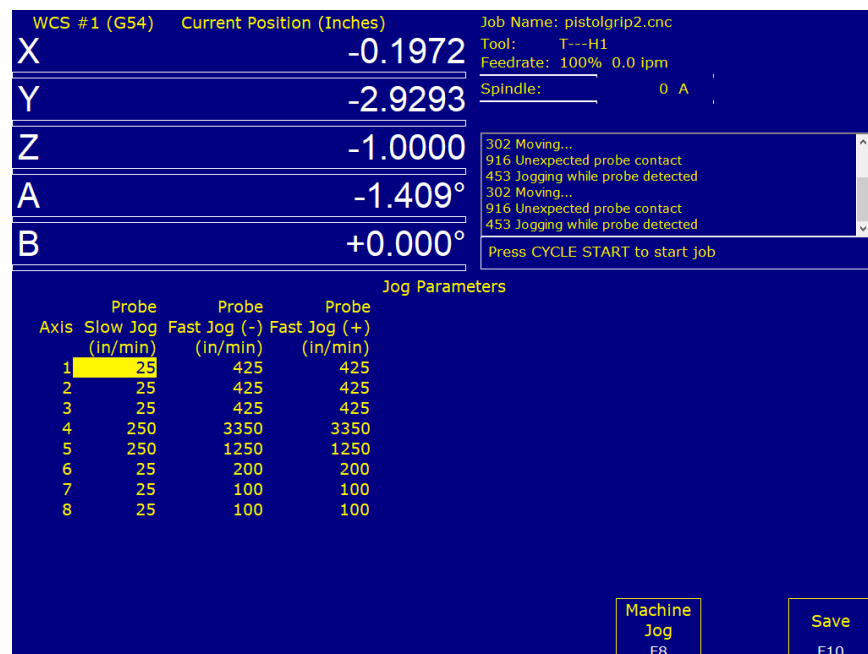 WCS #1 (G54) Current Position (Inches)
X -0.1972
Y -2.9293
Z -1.0000
A -1.409°
B +0.000°
Job Name: pistolgrip2.cnc
Tool: T---H1
Feedrate: 100% 0.0 ipm
Spindle: 0 A
302 Moving...
916 Unexpected probe contact
453 Jogging while probe detected
302 Moving...
916 Unexpected probe contact
453 Jogging while probe detected
Press CYCLE START to start job
Jog Parameters
Probe Probe Probe
Axis Slow Jog Fast Jog (-) Fast Jog (+)
(in/min) (in/min) (in/min)
1 25 425 425
2 25 425 425
3 25 425 425
4 250 3350 3350
5 250 1250 1250
6 25 200 200
7 25 100 100
8 25 100 100
Machine
Jog
F8
Save
F10